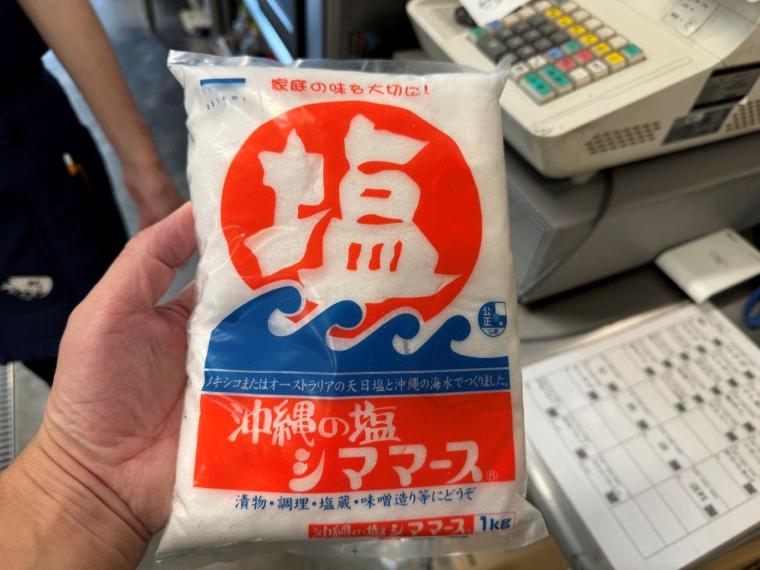 家庭の味を大切に!
塩
公正
メキシコまたはオーストラリアの天日塩と沖縄の海水でつくりました。
沖縄の塩
シママース®
漬物・調理・塩蔵・味噌造り等にどうぞ
沖縄の塩シママース 1kg